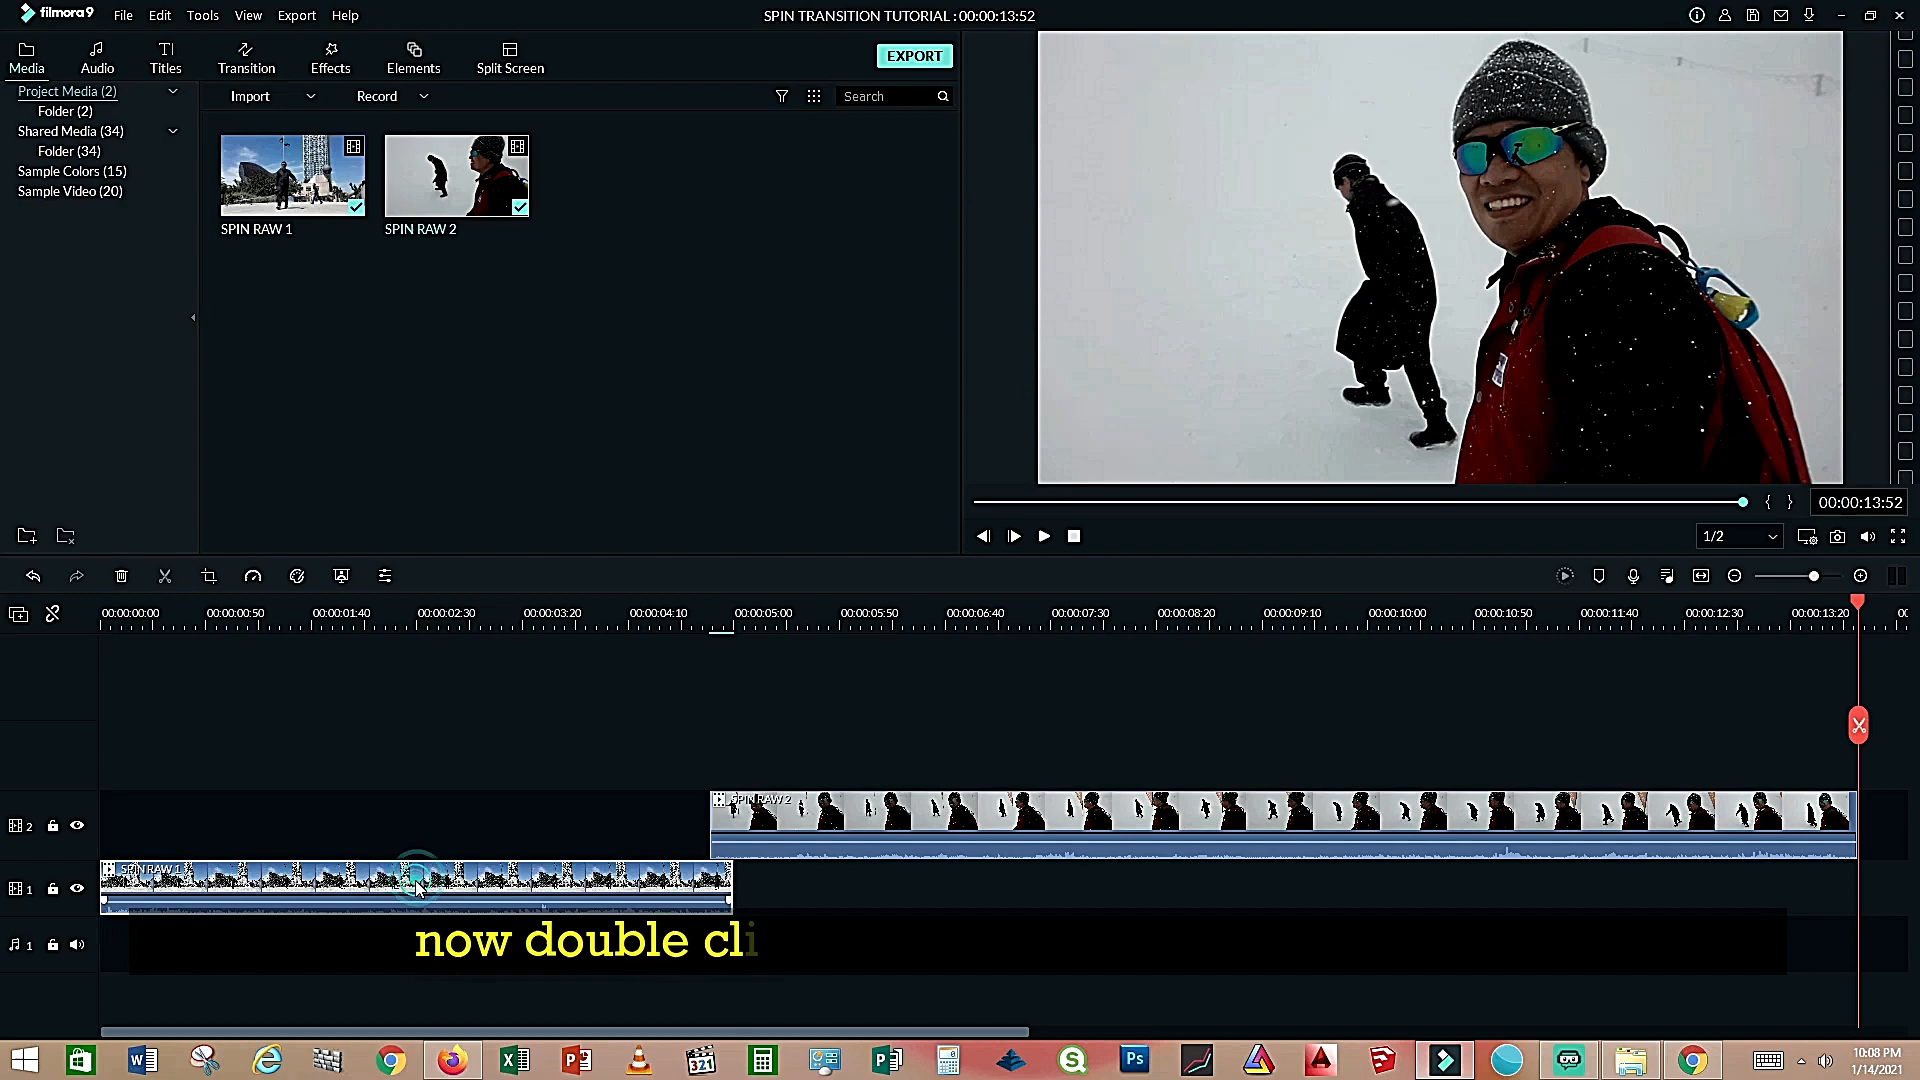 filmora9 File Edit Tools View Export Help
SPIN TRANSITION TUTORIAL : 00:00:13:52
Media Audio Titles Transition Effects Elements Split Screen
EXPORT
Project Media (2)
Folder (2)
Shared Media (34)
Folder (34)
Sample Colors (15)
Sample Video (20)
Import Record Search
SPIN RAW 1 SPIN RAW 2
00:00:13:52
1/2
00:00:00:00 00:00:00:50 00:00:01:40 00:00:02:30 00:00:03:20 00:00:04:10 00:00:05:00 00:00:05:50 00:00:06:40 00:00:07:30 00:00:08:20 00:00:09:10 00:00:10:00 00:00:10:50 00:00:11:40 00:00:12:30 00:00:13:20
2 SPIN RAW 2
1 SPIN RAW 1
1
now double cli
321
Ps
10:08 PM
1/14/2021